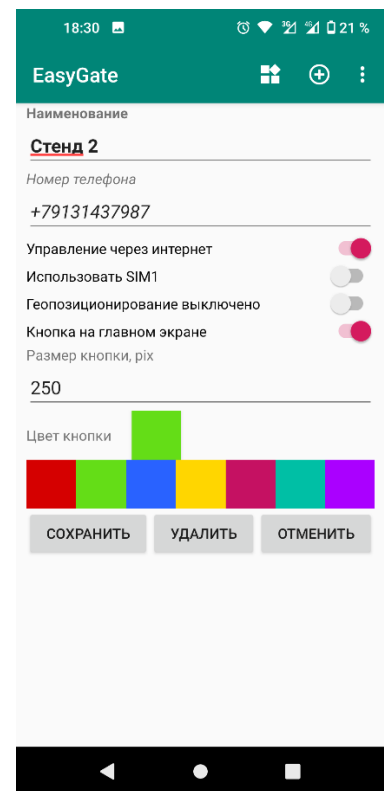 18:30 21 %
EasyGate
Наименование
Стенд 2
Номер телефона
+79131437987
Управление через интернет
Использовать SIM1
Геопозиционирование выключено
Кнопка на главном экране
Размер кнопки, pix
250
Цвет кнопки
СОХРАНИТЬ УДАЛИТЬ ОТМЕНИТЬ